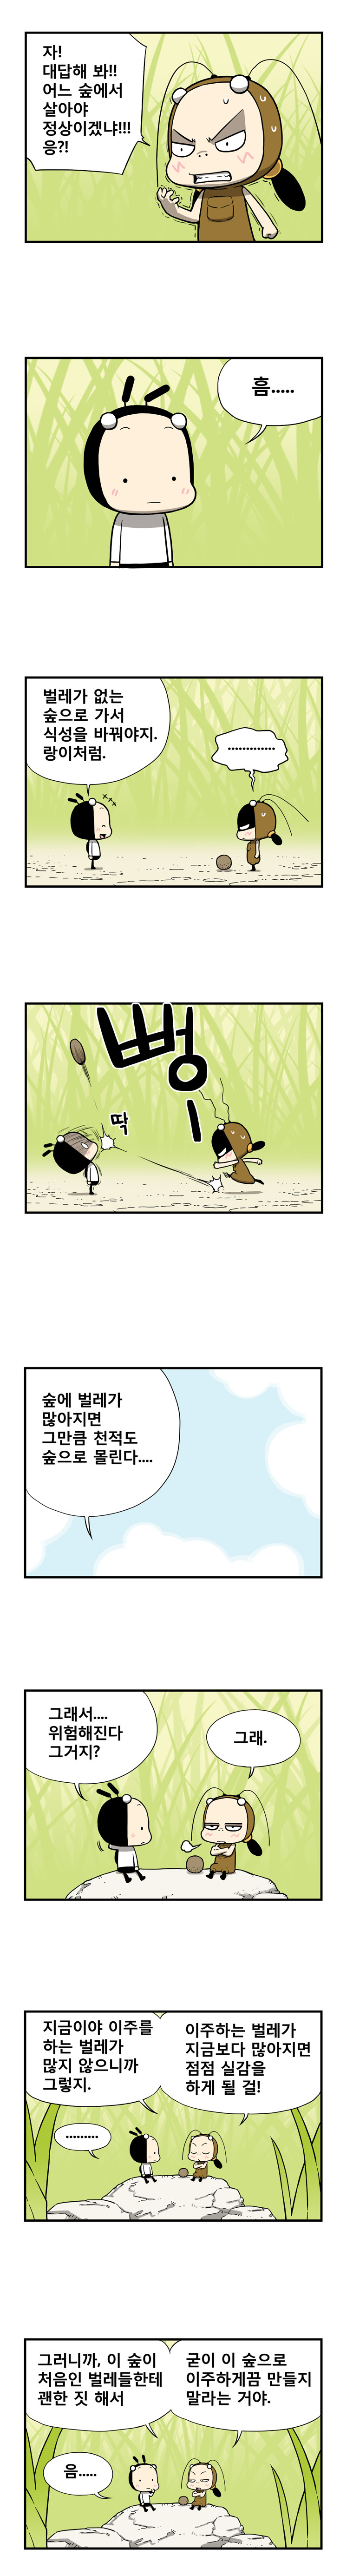 자!
대답해 봐!!
어느 숲에서
살아야
정상이겠냐!!!
응?!
흠.....
벌레가 없는
숲으로 가서
식성을 바꿔야지.
랑이처럼.
.............
뻥
딱
숲에 벌레가
많아지면
그만큼 천적도
숲으로 몰린다....
그래서....
위험해진다
그거지?
그래.
지금이야 이주를
하는 벌레가
많지 않으니까
그렇지.
이주하는 벌레가
지금보다 많아지면
점점 실감을
하게 될 걸!
.........
그러니까, 이 숲이
처음인 벌레들한테
괜한 짓 해서
굳이 이 숲으로
이주하게끔 만들지
말라는 거야.
음.....